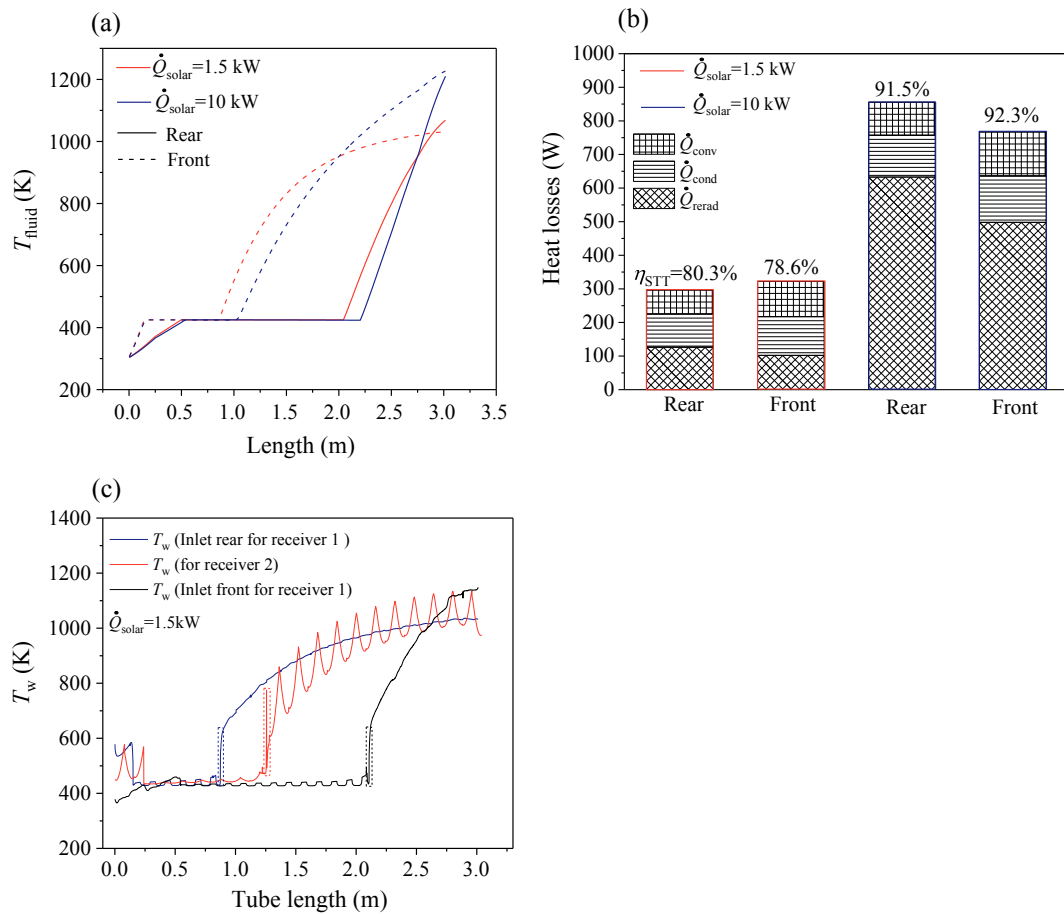 (a)
Q̇solar=1.5 kW
Q̇solar=10 kW
Rear
Front
1200
1000
800
600
400
200
Tfluid (K)
0.0 0.5 1.0 1.5 2.0 2.5 3.0 3.5
Length (m)
(b)
Q̇solar=1.5 kW
Q̇solar=10 kW
Q̇conv
Q̇cond
Q̇rerad
1000
900
800
700
600
500
400
300
200
100
0
Heat losses (W)
ηSTT=80.3%
78.6%
91.5%
92.3%
Rear Front Rear Front
(c)
Tw (Inlet rear for receiver 1 )
Tw (for receiver 2)
Tw (Inlet front for receiver 1)
Q̇solar=1.5kW
1400
1200
1000
800
600
400
200
Tw (K)
0.0 0.5 1.0 1.5 2.0 2.5 3.0
Tube length (m)